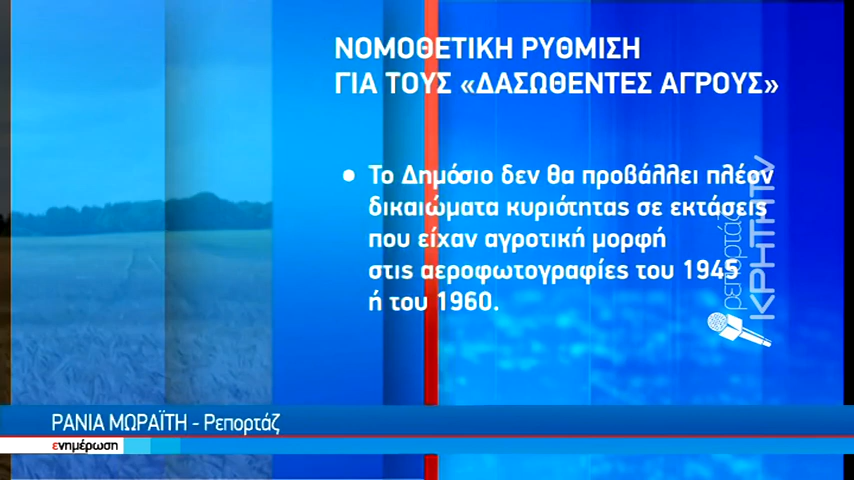 ΝΟΜΟΘΕΤΙΚΗ ΡΥΘΜΙΣΗ
ΓΙΑ ΤΟΥΣ «ΔΑΣΩΘΕΝΤΕΣ ΑΓΡΟΥΣ»
• Το Δημόσιο δεν θα προβάλλει πλέον
δικαιώματα κυριότητας σε εκτάσεις
που είχαν αγροτική μορφή
στις αεροφωτογραφίες του 1945
ή του 1960.
ρεπορτάζ
ΚΡΗΤΗ TV
ΡΑΝΙΑ ΜΩΡΑΪΤΗ - Ρεπορτάζ
ενημέρωση